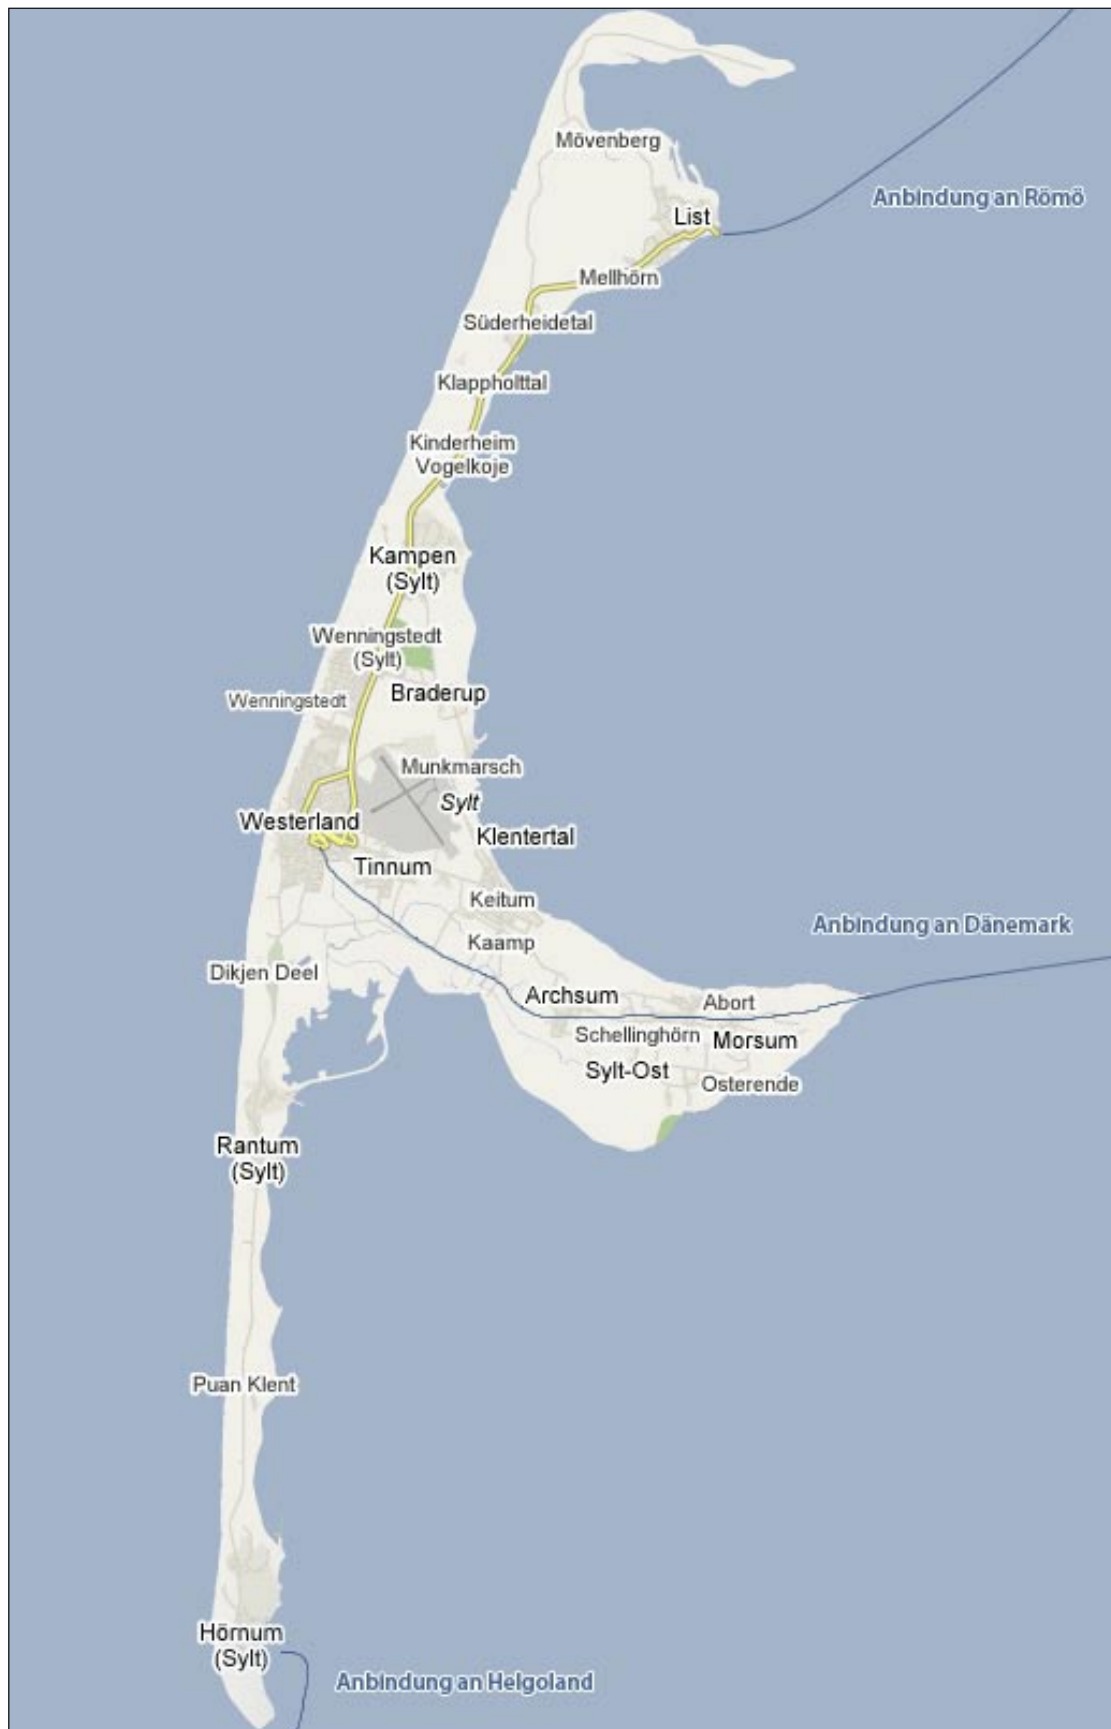 Mövenberg
Anbindung an Römö
List
Mellhörn
Süderheidetal
Klappholttal
Kinderheim
Vogelkoje
Kampen
(Sylt)
Wenningstedt
(Sylt)
Braderup
Wenningstedt
Munkmarsch
Sylt
Westerland
Klentertal
Tinnum
Keitum
Anbindung an Dänemark
Kaamp
Dikjen Deel
Archsum
Abort
Schellinghörn
Morsum
Sylt-Ost
Osterende
Rantum
(Sylt)
Puan Klent
Hörnum
(Sylt)
Anbindung an Helgoland